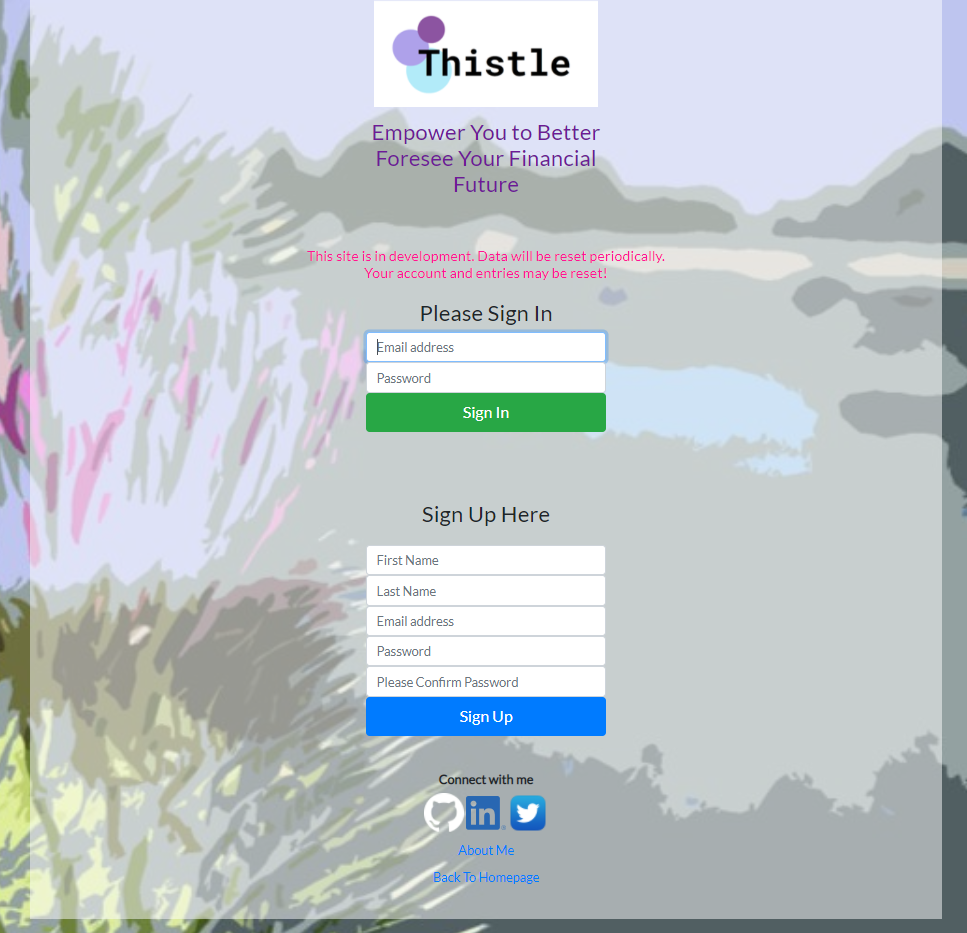 Thistle
Empower You to Better
Foresee Your Financial
Future
This site is in development. Data will be reset periodically.
Your account and entries may be reset!
Please Sign In
Email address
Password
Sign In
Sign Up Here
First Name
Last Name
Email address
Password
Please Confirm Password
Sign Up
Connect with me
in
About Me
Back To Homepage